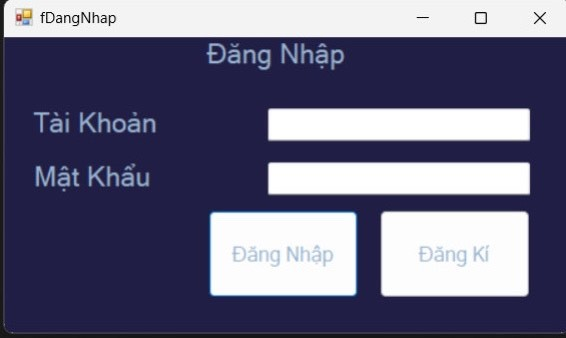 fDangNhap
Đăng Nhập
Tài Khoản
Mật Khẩu
Đăng Nhập
Đăng Kí